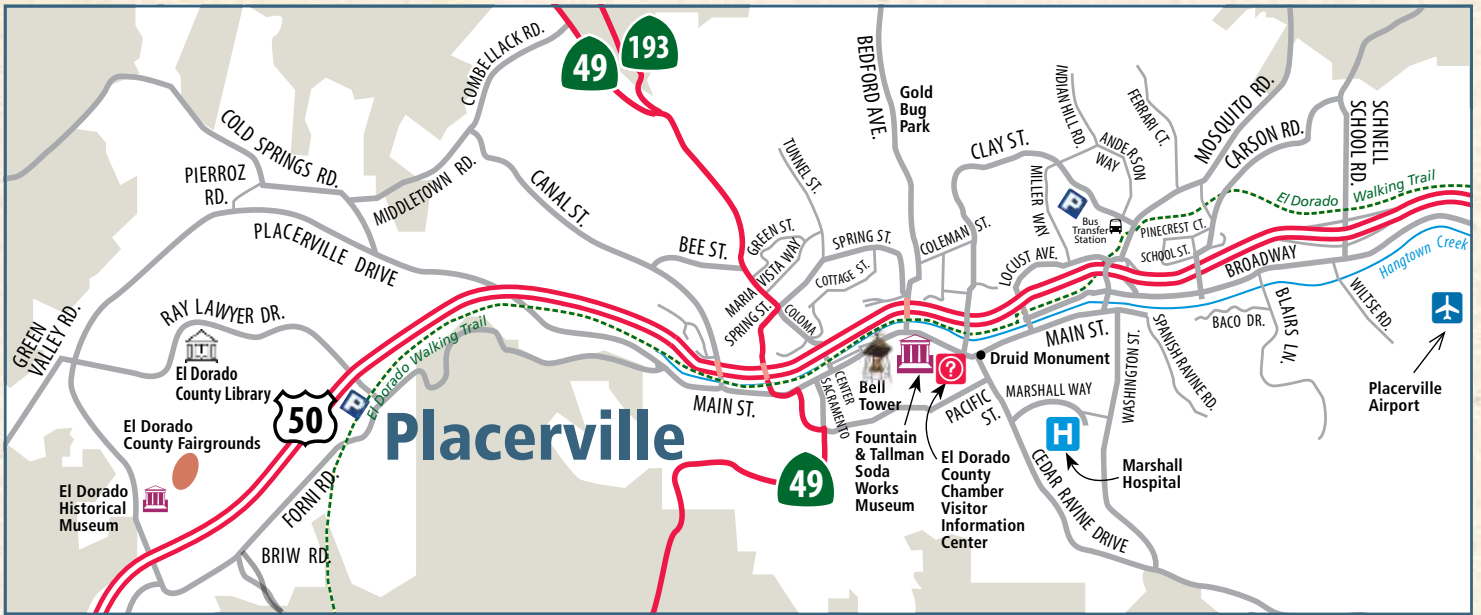 COMBELLACK RD.
49
193
BEDFORD AVE.
Gold
Bug
Park
INDIAN HILL RD.
FERRARI CT.
ANDERSON
WAY
MOSQUITO RD.
CARSON RD.
SCHNELL
SCHOOL RD.
COLD SPRINGS RD.
PIERROZ
RD.
MIDDLETOWN RD.
CANAL ST.
TUNNEL ST.
CLAY ST.
MILLER WAY
P
Bus
Transfer
Station
El Dorado Walking Trail
PLACERVILLE DRIVE
BEE ST.
GREEN ST.
MARIA
VISTA WAY
SPRING ST.
COTTAGE ST.
COLEMAN ST.
LOCUST AVE.
PINECREST CT.
SCHOOL ST.
BROADWAY
Hangtown Creek
GREEN
VALLEY RD.
RAY LAWYER DR.
El Dorado
County Library
El Dorado Walking Trail
P
50
SPRING ST.
COLOMA
MAIN ST.
CENTER
SACRAMENTO
Bell
Tower
?
Druid Monument
MAIN ST.
MARSHALL WAY
PACIFIC
ST.
WASHINGTON ST.
SPANISH RAVINE RD.
BACO DR.
BLAIRS LN.
WILTSE RD.
Placerville
Airport
El Dorado
County Fairgrounds
Placerville
El Dorado
Historical
Museum
FORNI RD.
BRIW RD.
49
Fountain
& Tallman
Soda
Works
Museum
El Dorado
County
Chamber
Visitor
Information
Center
H
Marshall
Hospital
CEDAR RAVINE DRIVE